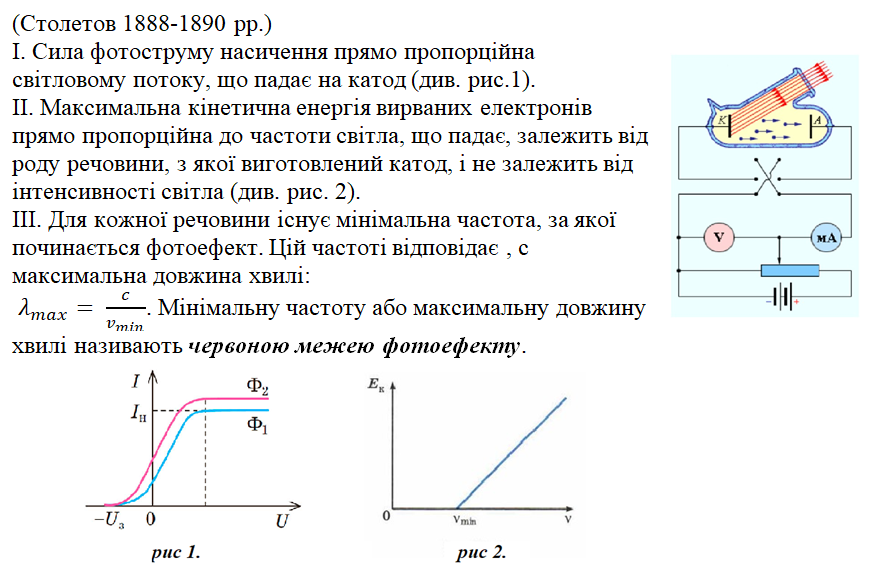 (Столетов 1888-1890 рр.)
І. Сила фотоструму насичення прямо пропорційна
світловому потоку, що падає на катод (див. рис.1).
ІІ. Максимальна кінетична енергія вирваних електронів
прямо пропорційна до частоти світла, що падає, залежить від
роду речовини, з якої виготовлений катод, і не залежить від
інтенсивності світла (див. рис. 2).
ІІІ. Для кожної речовини існує мінімальна частота, за якої
починається фотоефект. Цій частоті відповідає , с
максимальна довжина хвилі:
λmax = c/νmin. Мінімальну частоту або максимальну довжину
хвилі називають червоною межею фотоефекту.
К A
V мА
- +
I Φ2
Iн Φ1
−Uз 0 U
рис 1.
Eк
0 νmin ν
рис 2.